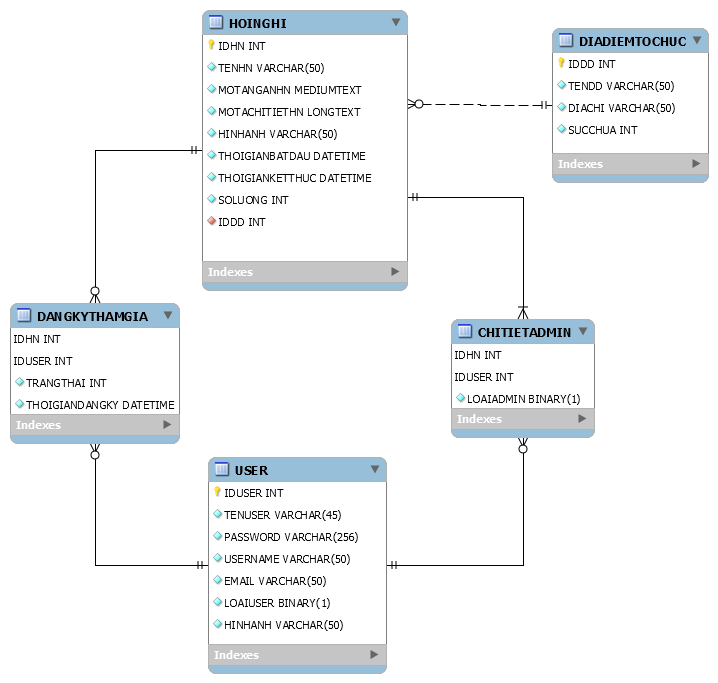 HOINGHI
IDHN INT
TENHN VARCHAR(50)
MOTANGANHN MEDIUMTEXT
MOTACHITIETHN LONGTEXT
HINHANH VARCHAR(50)
THOIGIANBATDAU DATETIME
THOIGIANKETTHUC DATETIME
SOLUONG INT
IDDD INT
Indexes
DIADIEMTOCHUC
IDDD INT
TENDD VARCHAR(50)
DIACHI VARCHAR(50)
SUCCHUA INT
Indexes
DANGKYTHAMGIA
IDHN INT
IDUSER INT
TRANGTHAI INT
THOIGIANDANGKY DATETIME
Indexes
CHITIETADMIN
IDHN INT
IDUSER INT
LOAIADMIN BINARY(1)
Indexes
USER
IDUSER INT
TENUSER VARCHAR(45)
PASSWORD VARCHAR(256)
USERNAME VARCHAR(50)
EMAIL VARCHAR(50)
LOAIUSER BINARY(1)
HINHANH VARCHAR(50)
Indexes